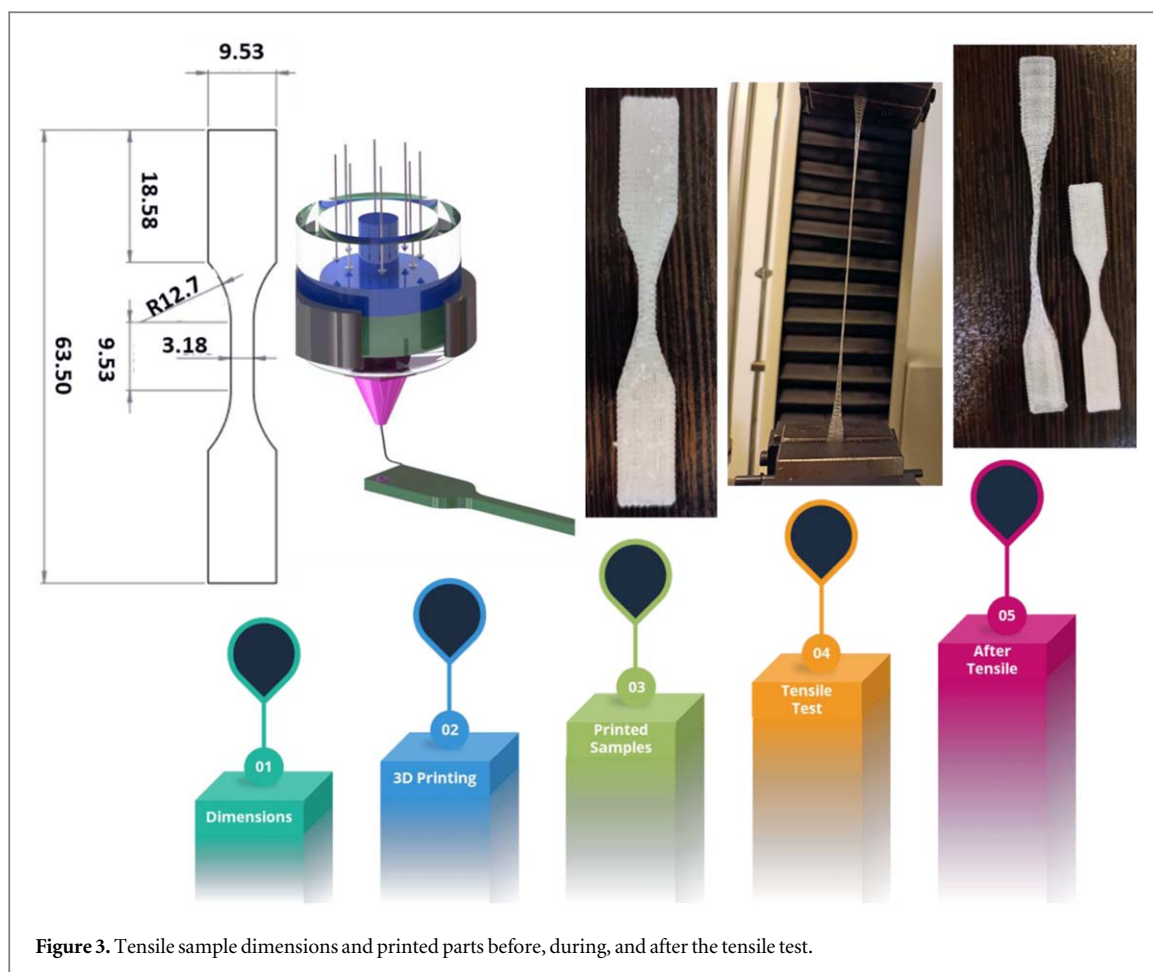 9.53
18.58
R12.7
9.53
3.18
63.50
01
Dimensions
02
3D Printing
03
Printed
Samples
04
Tensile
Test
05
After
Tensile
Figure 3. Tensile sample dimensions and printed parts before, during, and after the tensile test.